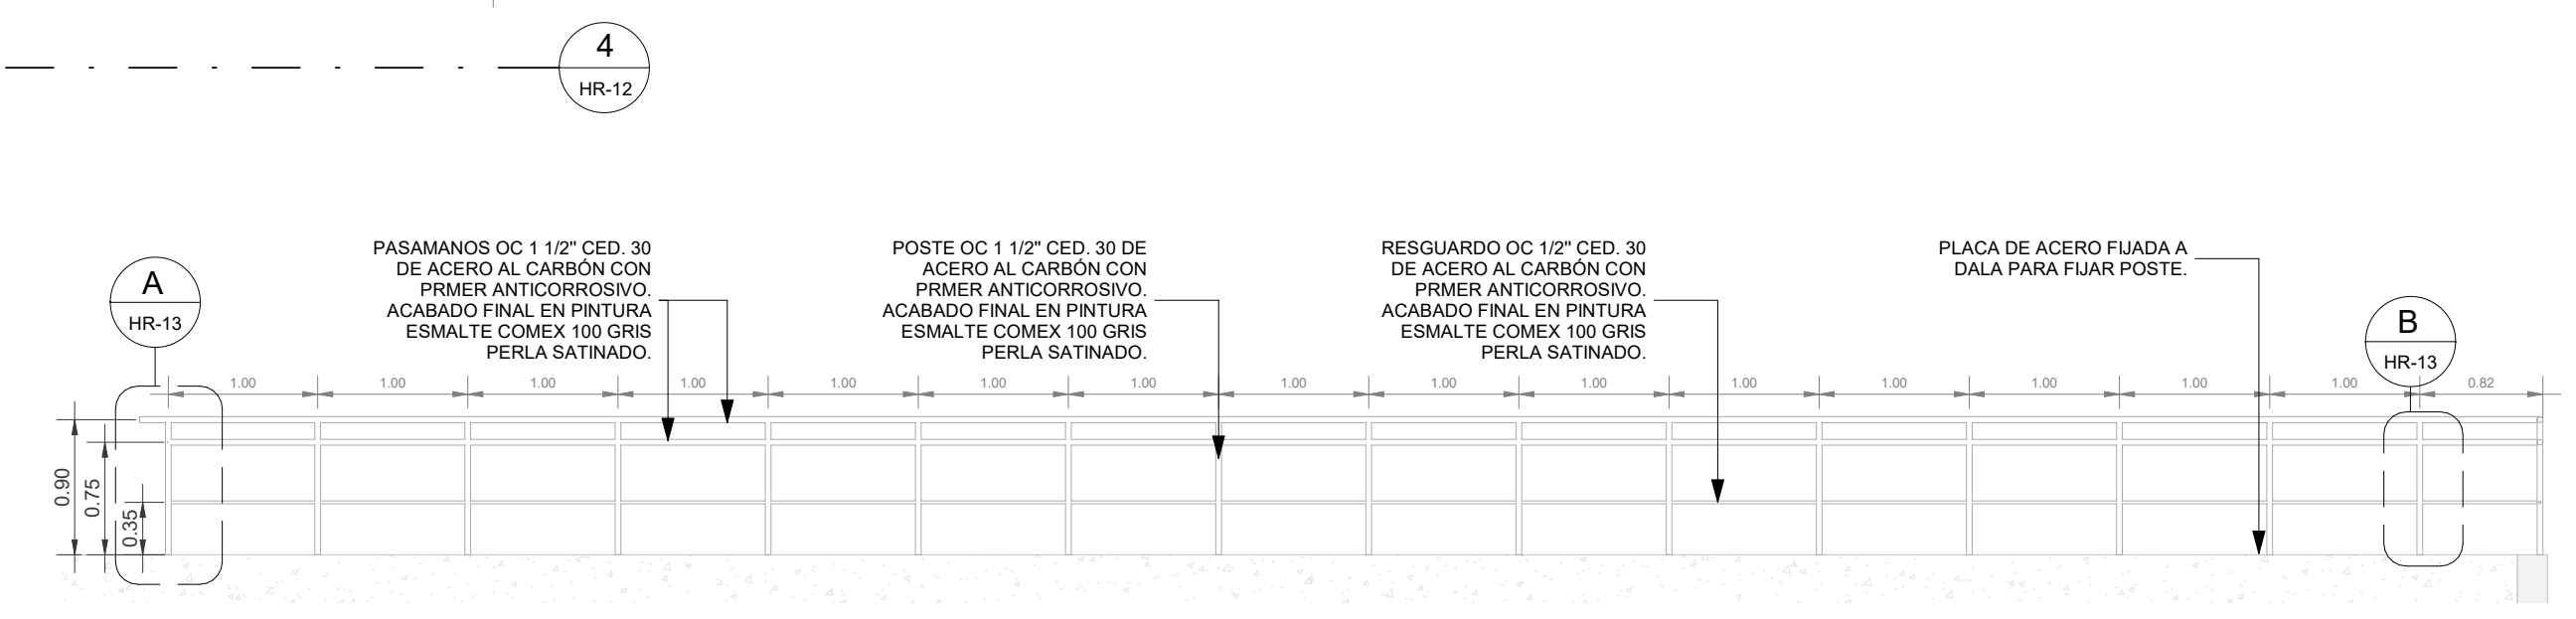 4
HR-12
PASAMANOS OC 1 1/2" CED. 30
DE ACERO AL CARBÓN CON
PRMER ANTICORROSIVO.
ACABADO FINAL EN PINTURA
ESMALTE COMEX 100 GRIS
PERLA SATINADO.
POSTE OC 1 1/2" CED. 30 DE
ACERO AL CARBÓN CON
PRMER ANTICORROSIVO.
ACABADO FINAL EN PINTURA
ESMALTE COMEX 100 GRIS
PERLA SATINADO.
RESGUARDO OC 1/2" CED. 30
DE ACERO AL CARBÓN CON
PRMER ANTICORROSIVO.
ACABADO FINAL EN PINTURA
ESMALTE COMEX 100 GRIS
PERLA SATINADO.
PLACA DE ACERO FIJADA A
DALA PARA FIJAR POSTE.
A
HR-13
B
HR-13
1.00 1.00 1.00 1.00 1.00 1.00 1.00 1.00 1.00 1.00 1.00 1.00 1.00 1.00 1.00 0.82
0.90
0.75
0.35